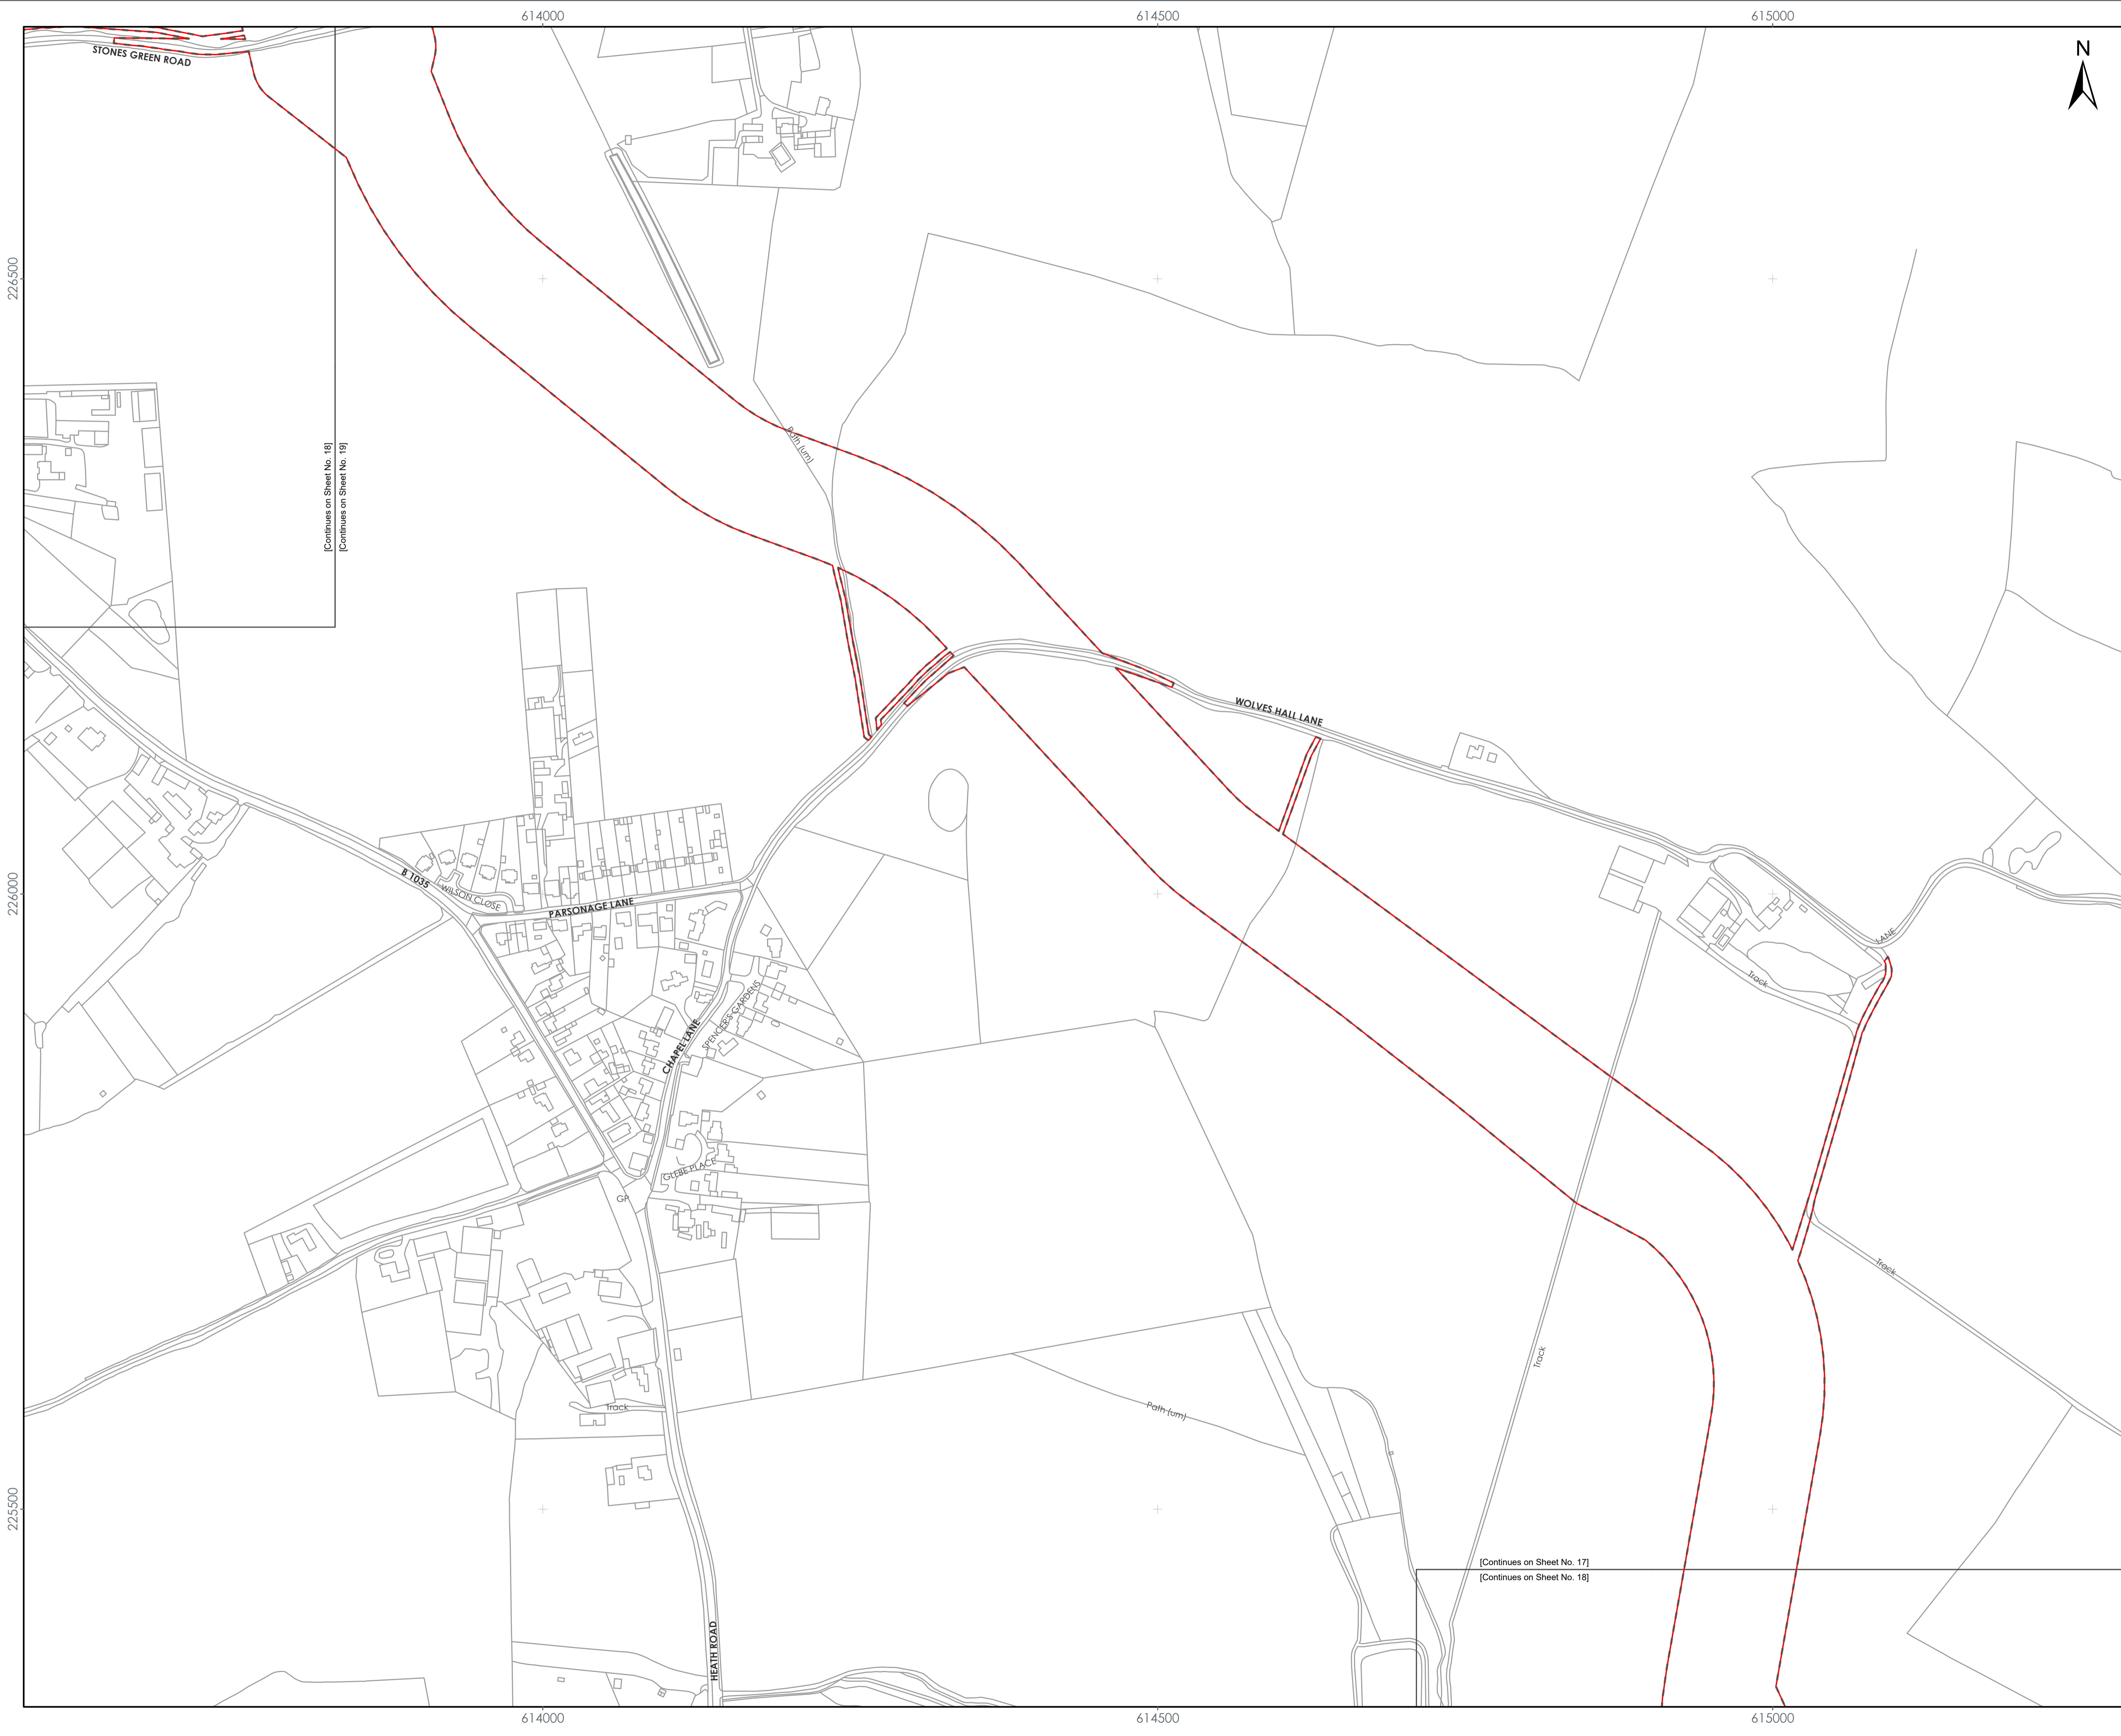 614000
614500
615000
STONES GREEN ROAD
N
226500
[Continues on Sheet No. 18]
[Continues on Sheet No. 19]
Path (um)
WOLVES HALL LANE
B 1035
WILSON CLOSE
PARSONAGE LANE
226000
LANE
Track
SPENCER'S GARDENS
CHAPEL LANE
GLEBE PLACE
GP
Track
Track
Track
Path (um)
225500
[Continues on Sheet No. 17]
[Continues on Sheet No. 18]
HEATH ROAD
614000
614500
615000